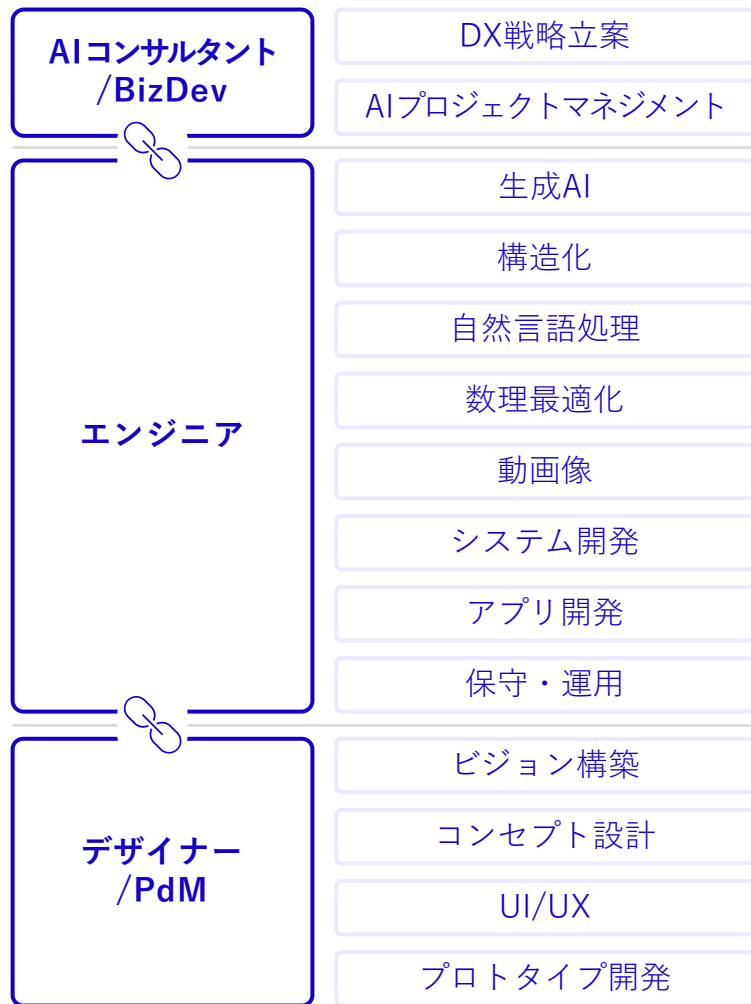 AIコンサルタント
/BizDev
DX戦略立案
AIプロジェクトマネジメント
エンジニア
生成AI
構造化
自然言語処理
数理最適化
動画像
システム開発
アプリ開発
保守・運用
デザイナー
/PdM
ビジョン構築
コンセプト設計
UI/UX
プロトタイプ開発